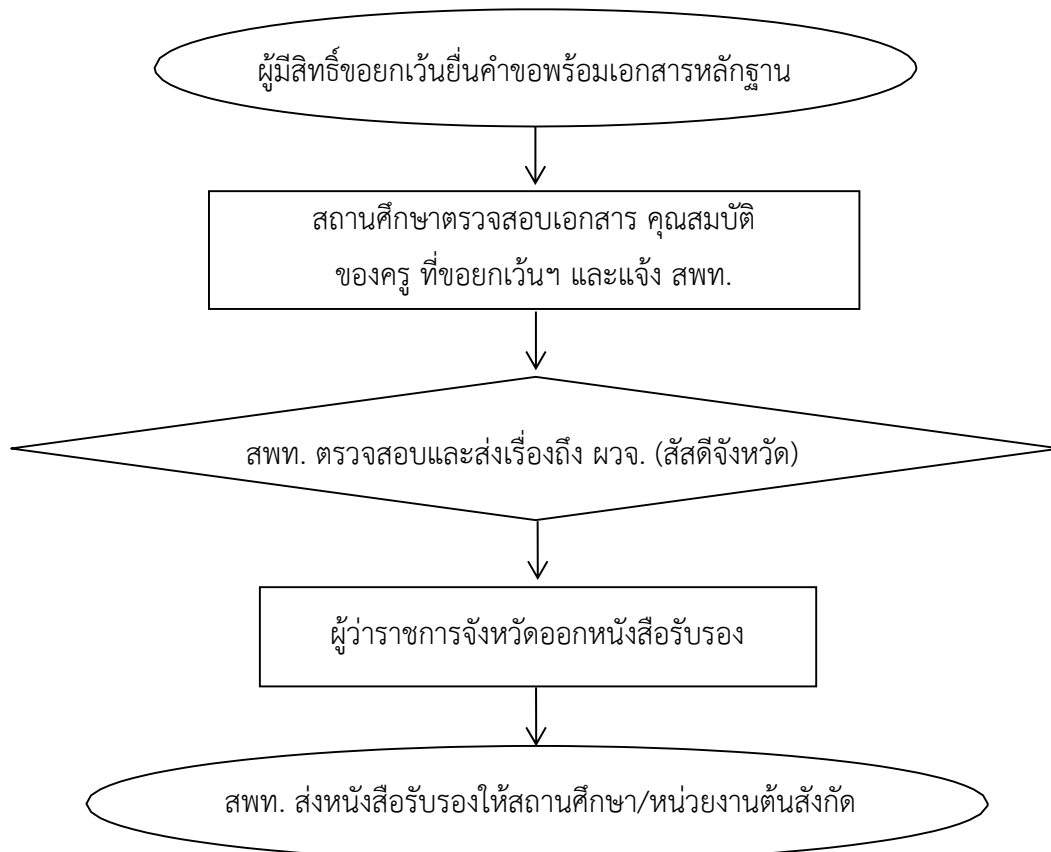 ผู้มีสิทธิ์ขอยกเว้นยื่นคำขอพร้อมเอกสารหลักฐาน
สถานศึกษาตรวจสอบเอกสาร คุณสมบัติ
ของครู ที่ขอยกเว้นฯ และแจ้ง สพท.
สพท. ตรวจสอบและส่งเรื่องถึง ผวจ. (สัสดีจังหวัด)
ผู้ว่าราชการจังหวัดออกหนังสือรับรอง
สพท. ส่งหนังสือรับรองให้สถานศึกษา/หน่วยงานต้นสังกัด